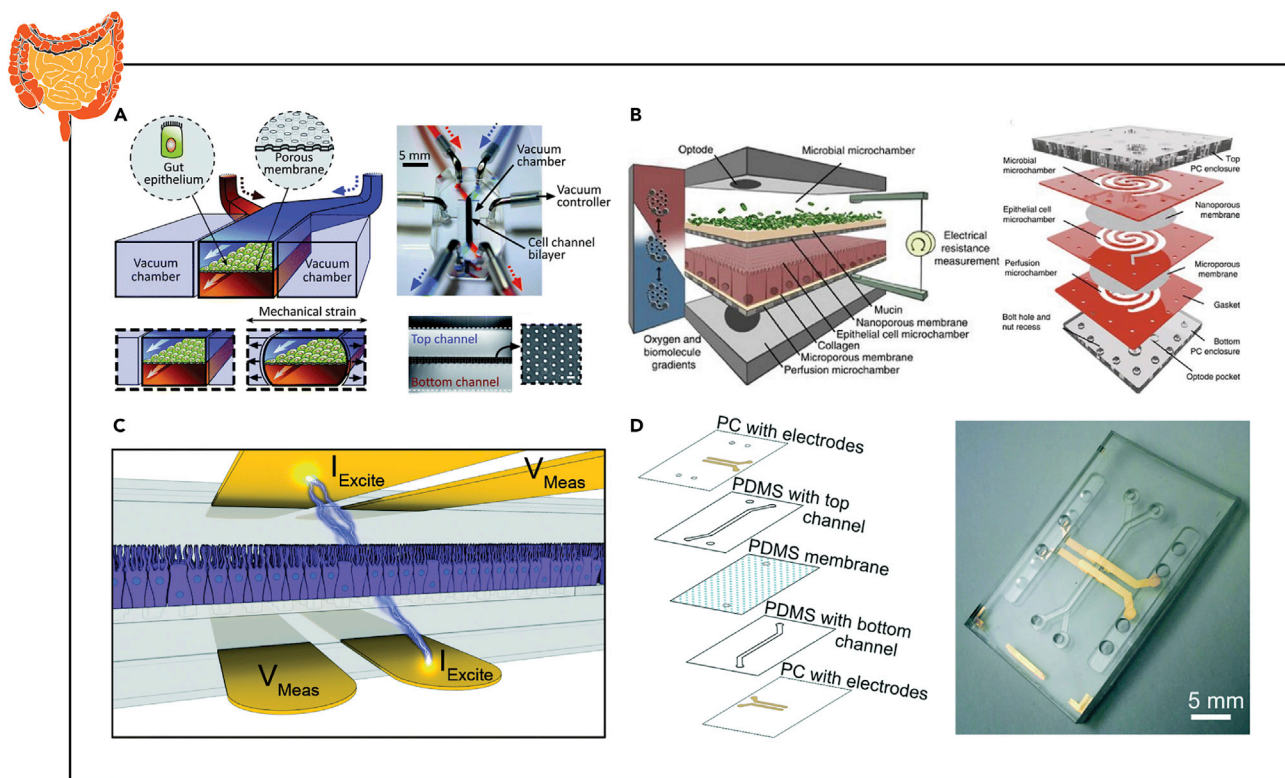 A
Gut
epithelium
Porous
membrane
Vacuum
chamber
Vacuum
chamber
5 mm
Vacuum
chamber
Vacuum
controller
Cell channel
bilayer
Mechanical strain
Top channel
Bottom channel
B
Optode
Microbial microchamber
Electrical
resistance
measurement
Oxygen and
biomolecule
gradients
Mucin
Nanoporous membrane
Epithelial cell microchamber
Collagen
Microporous membrane
Perfusion microchamber
Top
PC enclosure
Microbial
microchamber
Nanoporous
membrane
Epithelial cell
microchamber
Microporous
membrane
Perfusion
microchamber
Gasket
Bolt hole and
nut recess
Bottom
PC enclosure
Optode pocket
C
I Excite
V Meas
V Meas
I Excite
D
PC with electrodes
PDMS with top
channel
PDMS membrane
PDMS with bottom
channel
PC with electrodes
5 mm